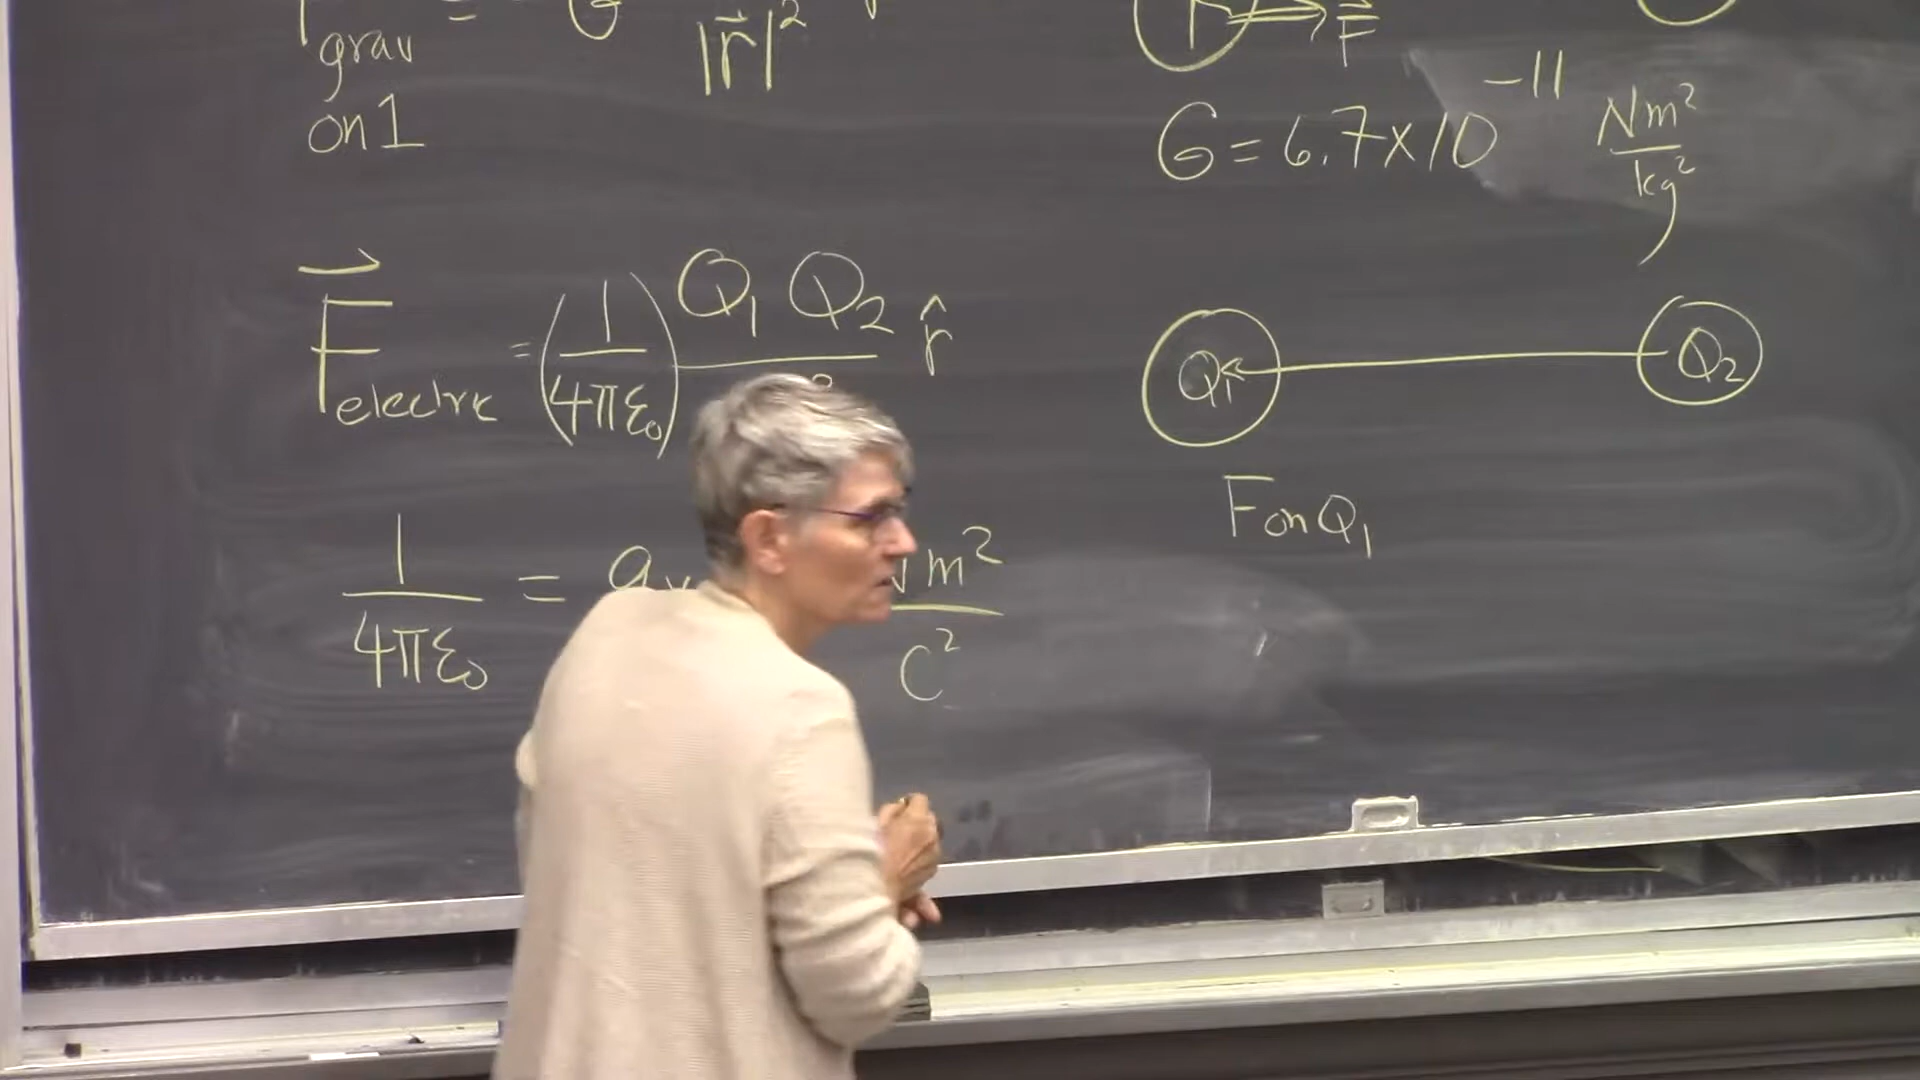 F grav = G |r⃗|²
on 1
F⃗
G = 6.7×10⁻¹¹ Nm²/kg²
F⃗ electric = (1/4πε₀) Q₁ Q₂ / ² r̂
Q₁ Q₂
F on Q₁
1/4πε₀ = 9× m²/C²